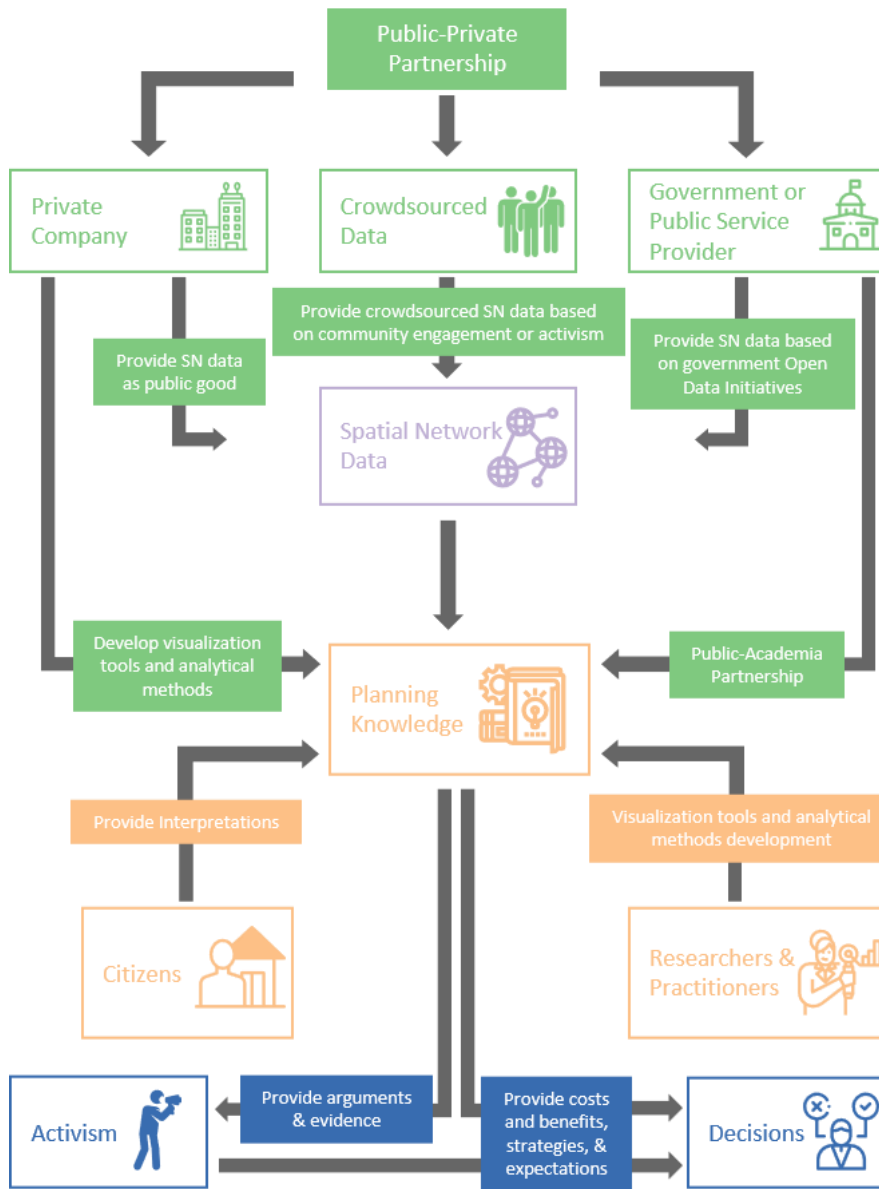 Public-Private
Partnership
Private
Company
Crowdsourced
Data
Government or
Public Service
Provider
Provide SN data
as public good
Provide crowdsourced SN data based
on community engagement or activism
Provide SN data based
on government Open
Data Initiatives
Spatial Network
Data
Develop visualization
tools and analytical
methods
Public-Academia
Partnership
Planning
Knowledge
Provide Interpretations
Visualization tools and analytical
methods development
Citizens
Researchers &
Practitioners
Activism
Provide arguments
& evidence
Provide costs
and benefits,
strategies, &
expectations
Decisions